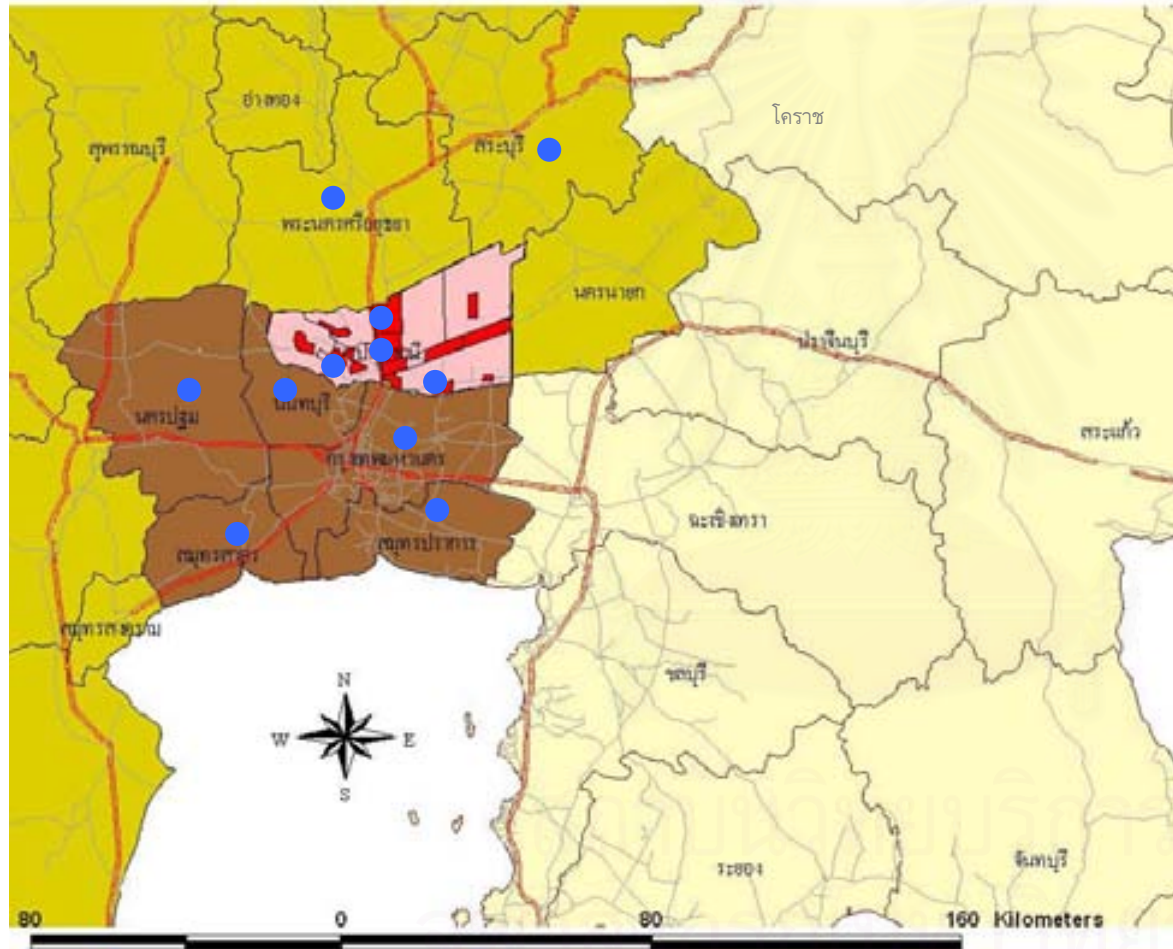 อ่างทอง
โคราช
สุพรรณบุรี
สระบุรี
พระนครศรีอยุธยา
นครนายก
ปราจีนบุรี
นครปฐม
นนทบุรี
สระแก้ว
กรุงเทพมหานคร
ฉะเชิงเทรา
สมุทรสาคร
สมุทรปราการ
สมุทรสงคราม
ชลบุรี
N
W
E
S
ระยอง
จันทบุรี
80 0 80 160 Kilometers